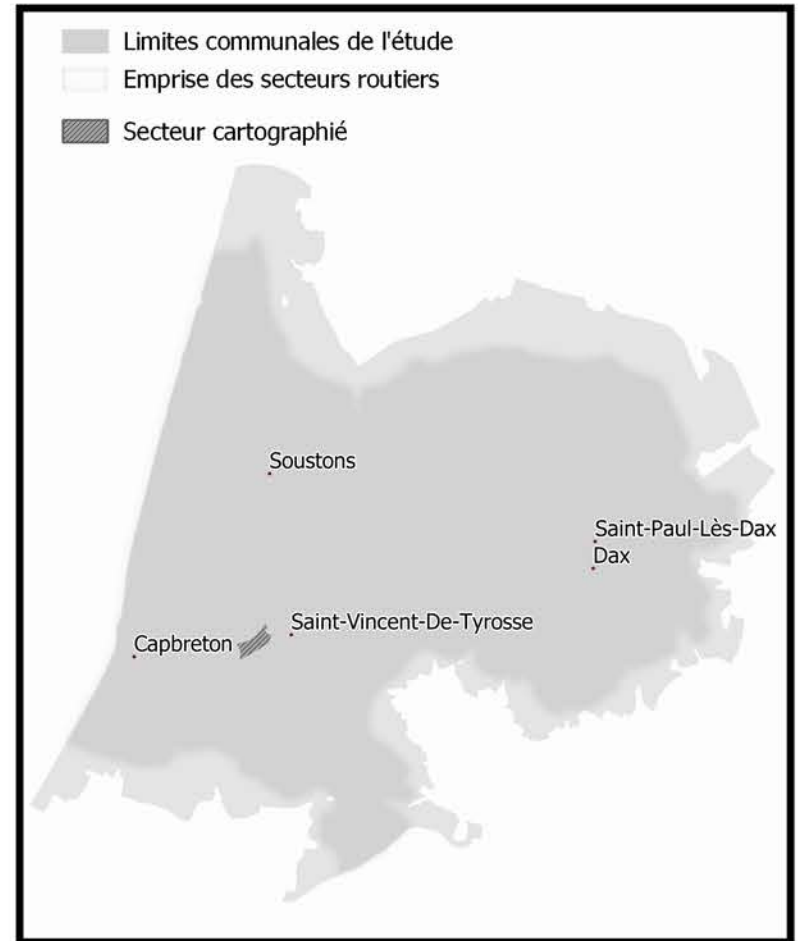 Limites communales de l'étude
Emprise des secteurs routiers
Secteur cartographié
Soustons
Saint-Paul-Lès-Dax
Dax
Saint-Vincent-De-Tyrosse
Capbreton